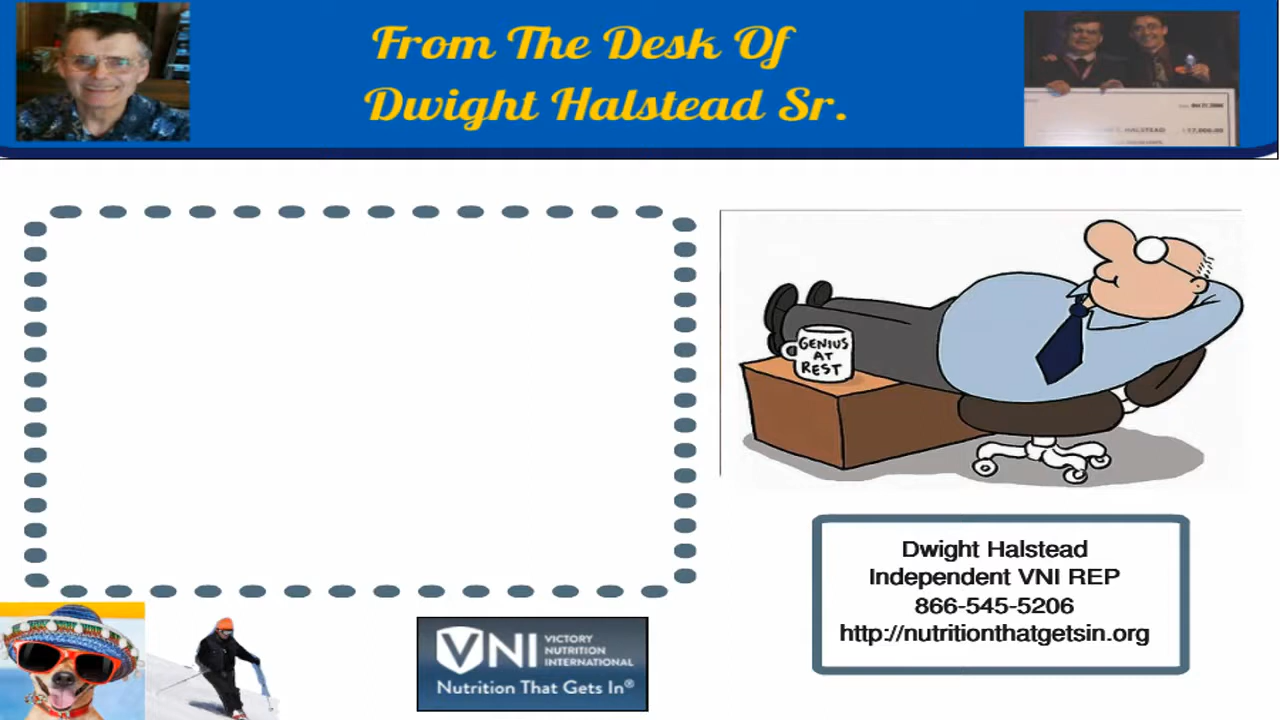 From The Desk Of
Dwight Halstead Sr.
HALSTEAD
GENIUS
AT
REST
Dwight Halstead
Independent VNI REP
866-545-5206
http://nutritionthatgetsin.org
VNI VICTORY
NUTRITION
INTERNATIONAL
Nutrition That Gets In®